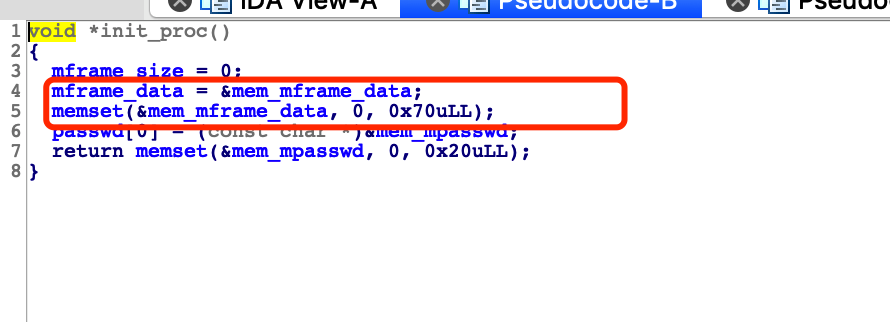 IDA View-A Pseudocode-B Pseudo
1 void *init_proc()
2 {
3 mframe_size = 0;
4 mframe_data = &mem_mframe_data;
5 memset(&mem_mframe_data, 0, 0x70uLL);
6 passwd[0] = (const char *)&mem_mpasswd;
7 return memset(&mem_mpasswd, 0, 0x20uLL);
8 }